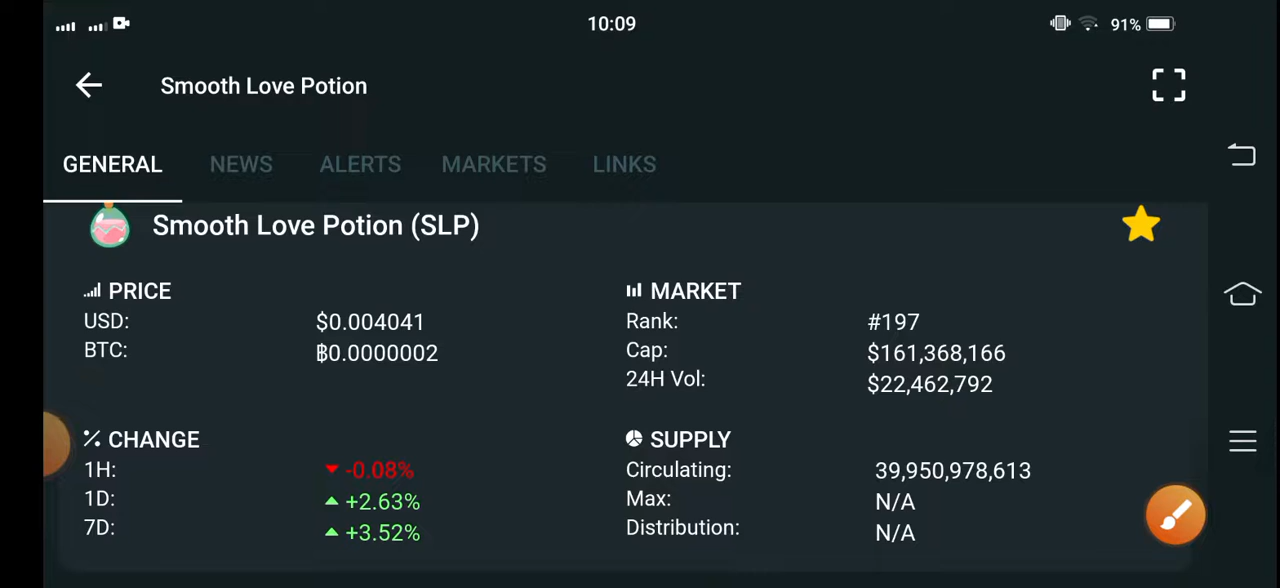 10:09
91%
Smooth Love Potion
GENERAL NEWS ALERTS MARKETS LINKS
Smooth Love Potion (SLP)
PRICE
USD: $0.004041
BTC: ฿0.0000002
MARKET
Rank: #197
Cap: $161,368,166
24H Vol: $22,462,792
CHANGE
1H: -0.08%
1D: +2.63%
7D: +3.52%
SUPPLY
Circulating: 39,950,978,613
Max: N/A
Distribution: N/A